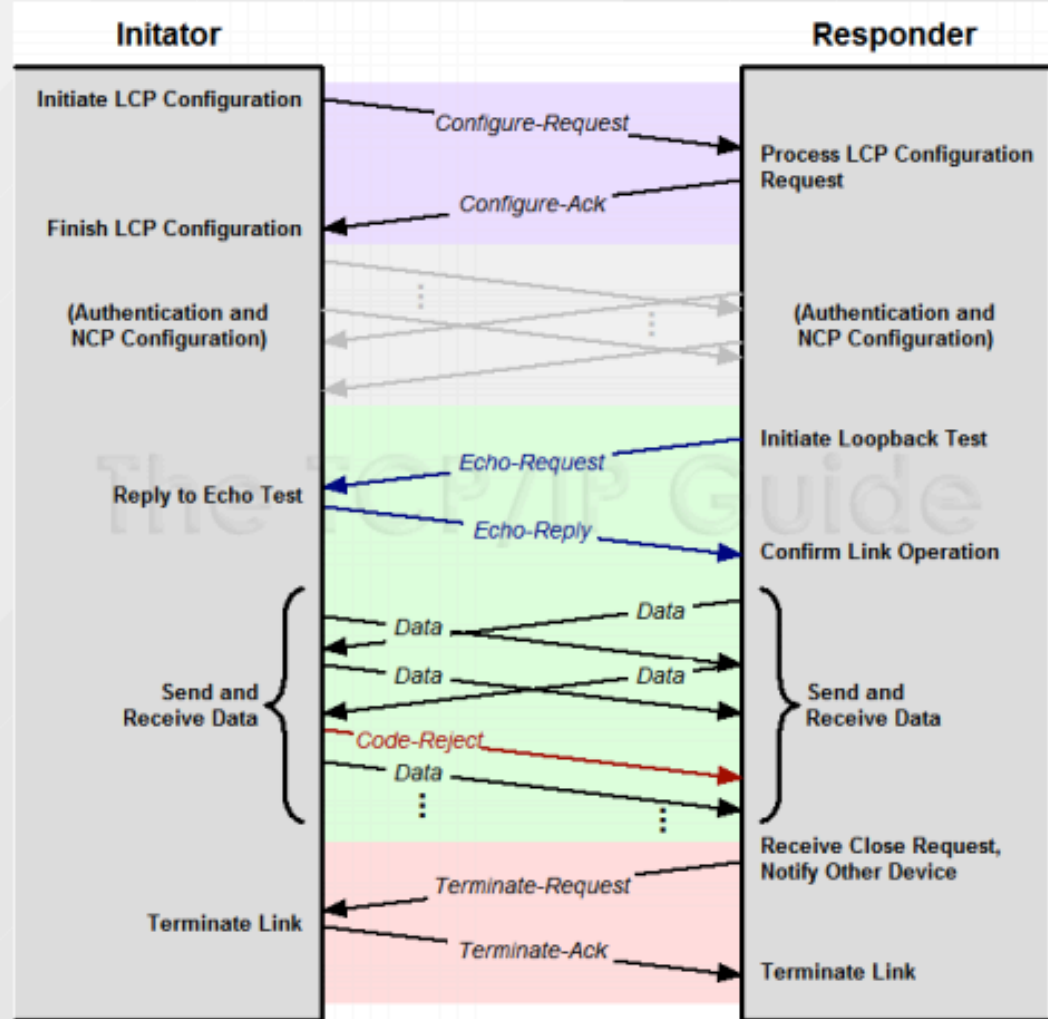 Initator
Responder
Initiate LCP Configuration
Configure-Request
Process LCP Configuration
Request
Configure-Ack
Finish LCP Configuration
(Authentication and
NCP Configuration)
(Authentication and
NCP Configuration)
Initiate Loopback Test
Echo-Request
The TCP/IP Guide
Reply to Echo Test
Echo-Reply
Confirm Link Operation
Data
Data
Data
Data
Send and
Receive Data
Send and
Receive Data
Code-Reject
Data
Receive Close Request,
Notify Other Device
Terminate-Request
Terminate Link
Terminate-Ack
Terminate Link